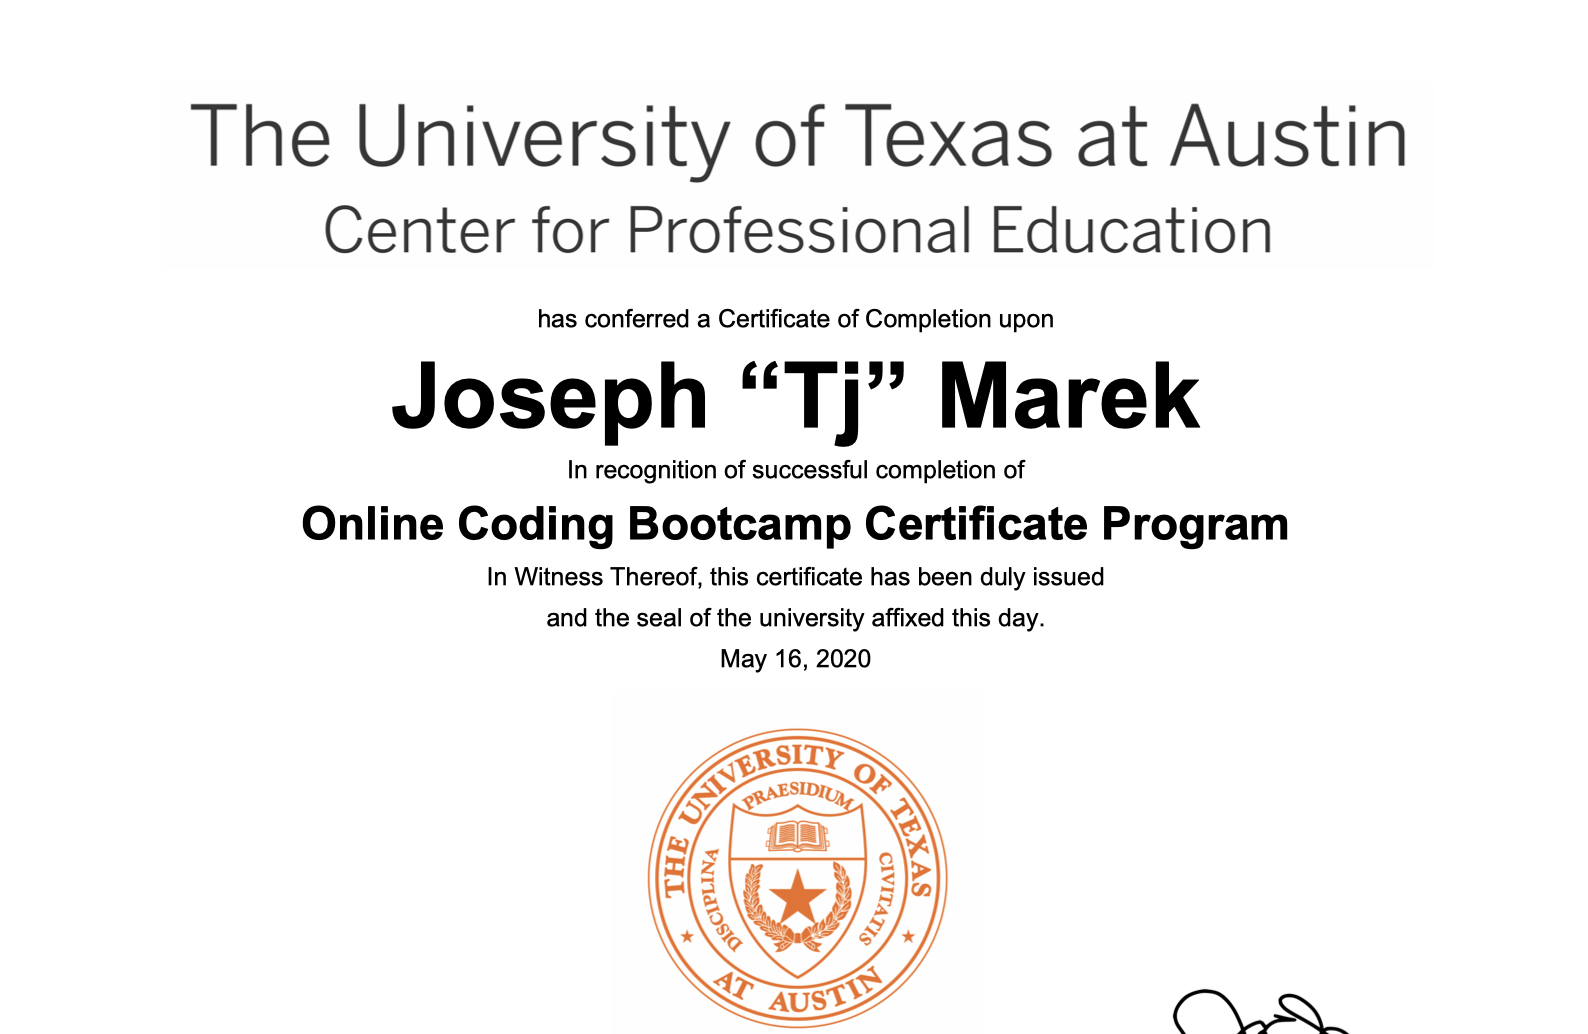 The University of Texas at Austin
Center for Professional Education
has conferred a Certificate of Completion upon
Joseph “Tj” Marek
In recognition of successful completion of
Online Coding Bootcamp Certificate Program
In Witness Thereof, this certificate has been duly issued
and the seal of the university affixed this day.
May 16, 2020
THE UNIVERSITY OF TEXAS
PRAESIDIUM
DISCIPLINA
CIVITATIS
AT AUSTIN